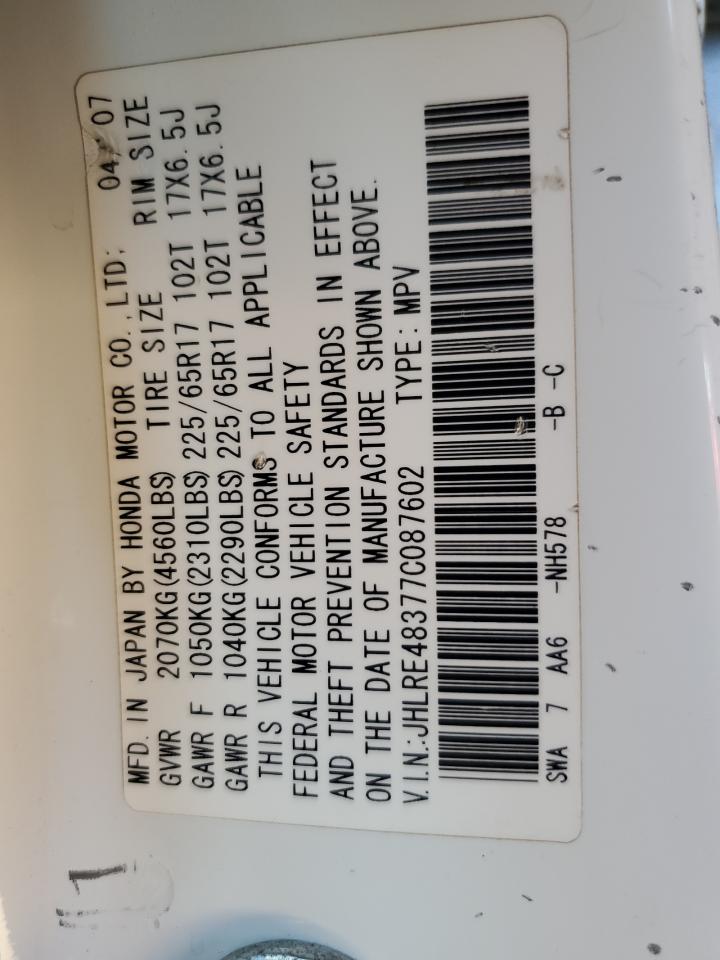 MFD. IN JAPAN BY HONDA MOTOR CO.,LTD: 04/07
GVWR 2070KG(4560LBS) TIRE SIZE RIM SIZE
GAWR F 1050KG(2310LBS)225/65R17 102T 17X6.5J
GAWR R 1040KG(2290LBS)225/65R17 102T 17X6.5J
THIS VEHICLE CONFORMS TO ALL APPLICABLE
FEDERAL MOTOR VEHICLE SAFETY
AND THEFT PREVENTION STANDARDS IN EFFECT
ON THE DATE OF MANUFACTURE SHOWN ABOVE.
V.I.N.:JHLRE48377C087602 TYPE:MPV
SWA 7 AA6 -NH578 -B -C
1